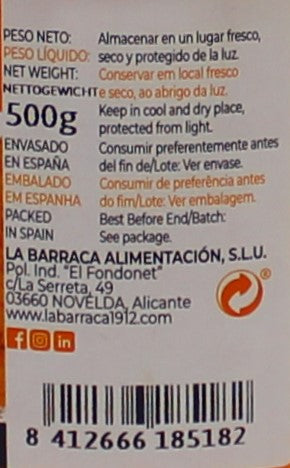 PESO NETO: Almacenar en un lugar fresco,
PESO LÍQUIDO: seco y protegido de la luz.
NET WEIGHT: Conservar em local fresco
NETTOGEWICHT e seco, ao abrigo da luz.
500g Keep in cool and dry place,
protected from light.
ENVASADO Consumir preferentemente antes
EN ESPAÑA del fin de/Lote: Ver envase.
EMBALADO Consumir de preferência antes
EM ESPANHA do fim/Lote: Ver embalagem.
PACKED Best Before End/Batch:
IN SPAIN See package.
LA BARRACA ALIMENTACIÓN, S.L.U.
Pol. Ind. "El Fondonet"
c/La Serreta, 49
03660 NOVELDA, Alicante
www.labarraca1912.com
8 412666 185182